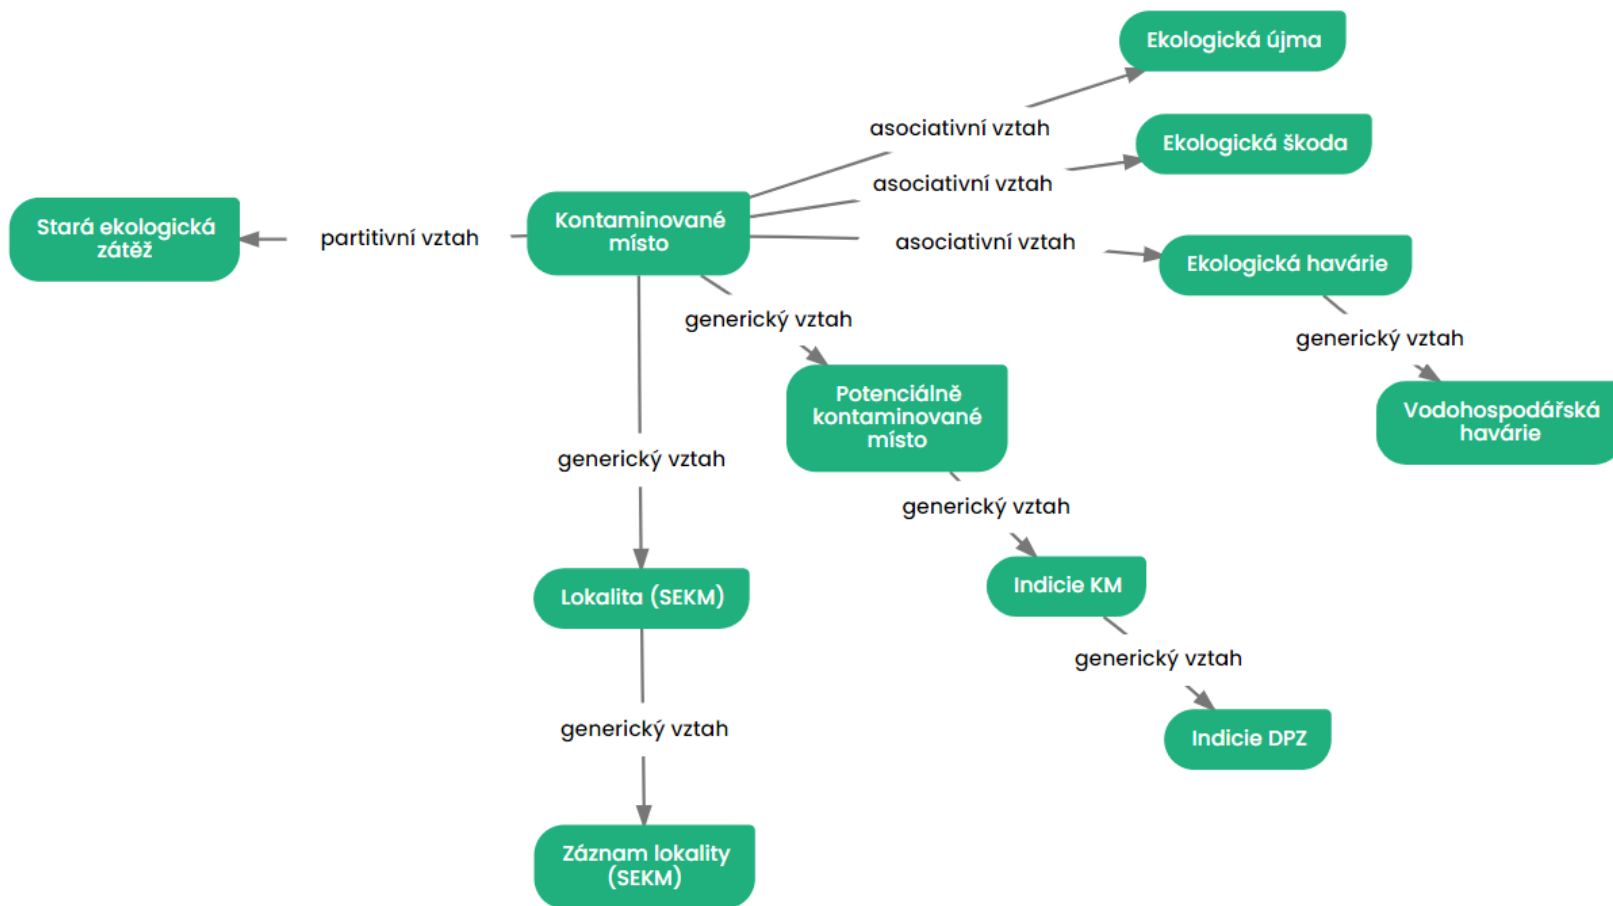 Ekologická újma
asociativní vztah
Ekologická škoda
asociativní vztah
Stará ekologická
zátěž
partitivní vztah
Kontaminované
místo
asociativní vztah
Ekologická havárie
generický vztah
generický vztah
Potenciálně
kontaminované
místo
Vodohospodářská
havárie
generický vztah
generický vztah
Indicie KM
Lokalita (SEKM)
generický vztah
generický vztah
Indicie DPZ
Záznam lokality
(SEKM)